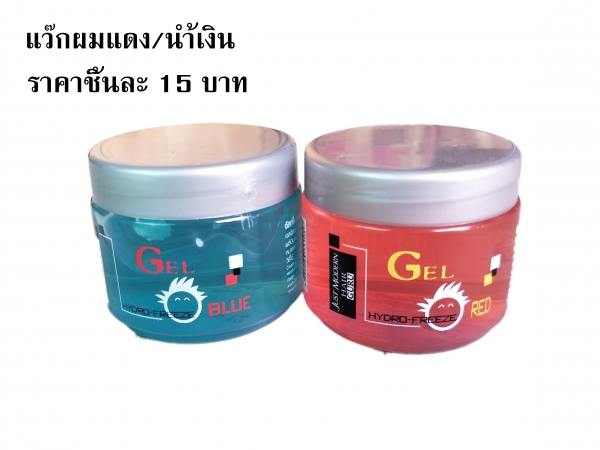 แว๊กผมแดง/นำ้เงิน
ราคาชึนละ 15 บาท
GEL
HYDRO-FREEZE
BLUE
JUST MODERN
HAIR
GURU
GEL
HYDRO-FREEZE
RED